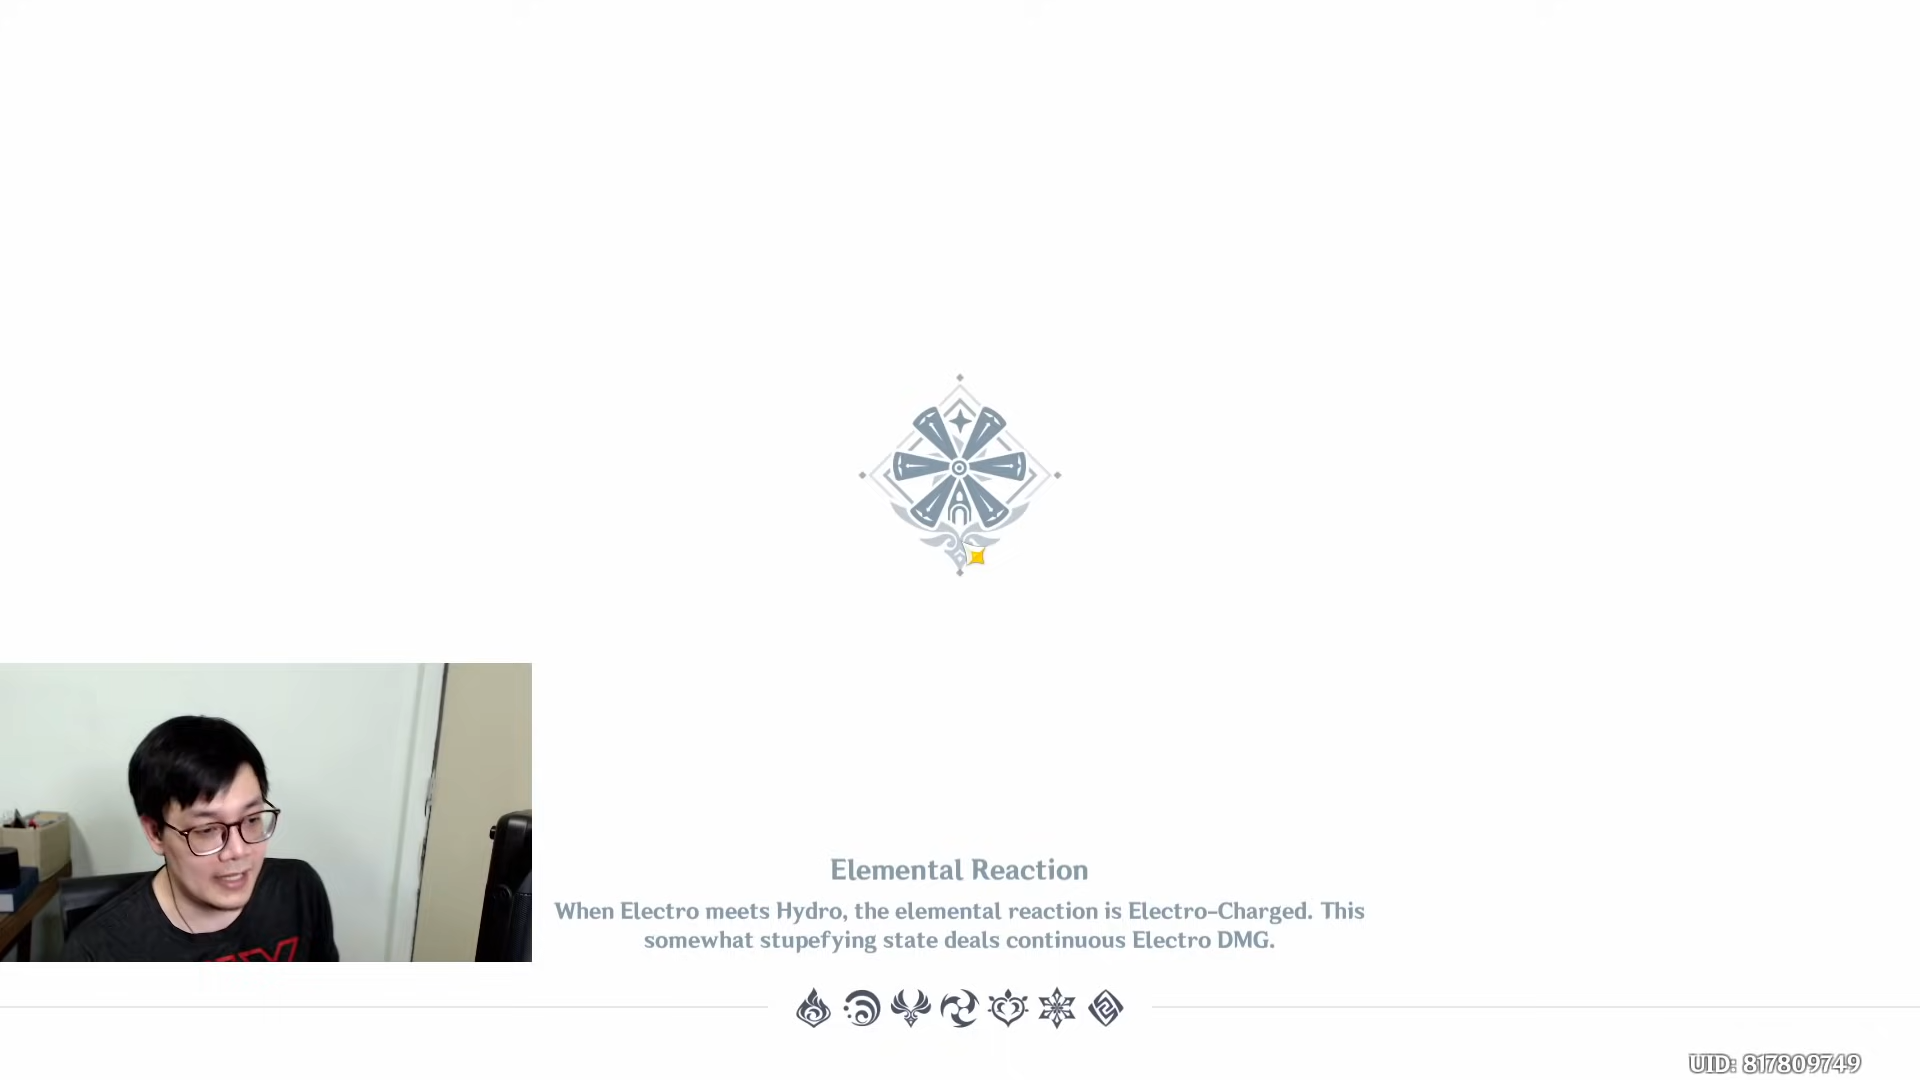 Elemental Reaction
When Electro meets Hydro, the elemental reaction is Electro-Charged. This
somewhat stupefying state deals continuous Electro DMG.
UID: 817809749